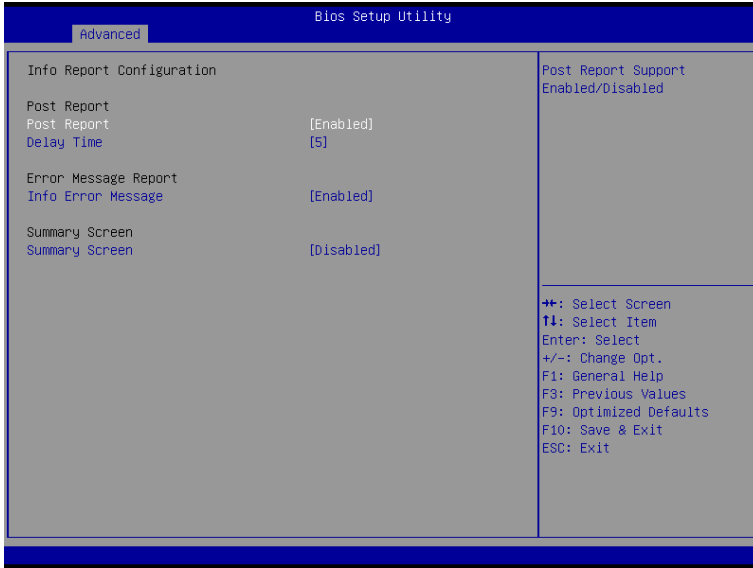 Bios Setup Utility
Advanced
Info Report Configuration
Post Report
Post Report [Enabled]
Delay Time [5]
Error Message Report
Info Error Message [Enabled]
Summary Screen
Summary Screen [Disabled]
Post Report Support
Enabled/Disabled
→←: Select Screen
↑↓: Select Item
Enter: Select
+/-: Change Opt.
F1: General Help
F3: Previous Values
F9: Optimized Defaults
F10: Save & Exit
ESC: Exit